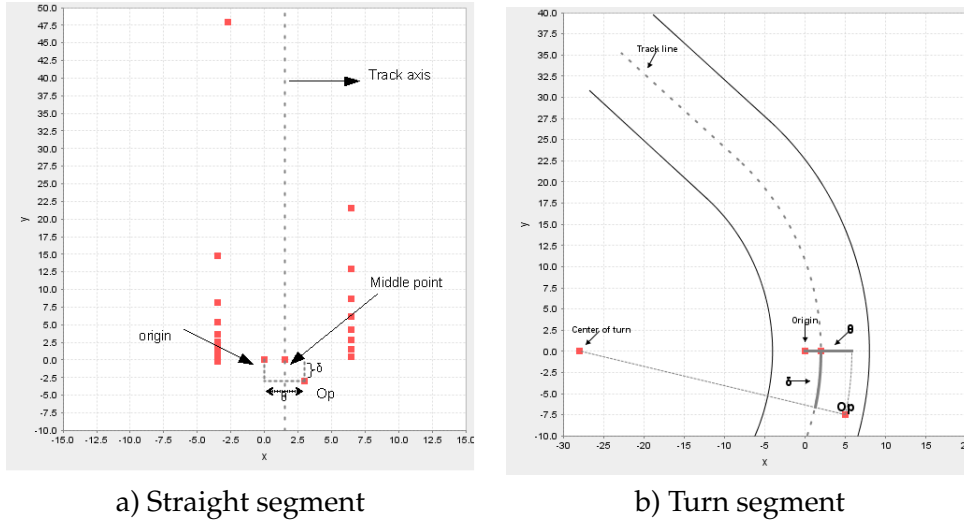 50.0
47.5
45.0
42.5
40.0
37.5
35.0
32.5
30.0
27.5
25.0
22.5
20.0
17.5
15.0
12.5
10.0
7.5
5.0
2.5
0.0
-2.5
-5.0
-7.5
-10.0
y
Track axis
Middle point
origin
δ
θ
Op
-15.0 -12.5 -10.0 -7.5 -5.0 -2.5 0.0 2.5 5.0 7.5 10.0 12.5 15.0
x
a) Straight segment
40.0
37.5
35.0
32.5
30.0
27.5
25.0
22.5
20.0
17.5
15.0
12.5
10.0
7.5
5.0
2.5
0.0
-2.5
-5.0
-7.5
-10.0
y
Track line
Origin
θ
Center of turn
δ
Op
-30 -25 -20 -15 -10 -5 0 5 10 15 20
x
b) Turn segment